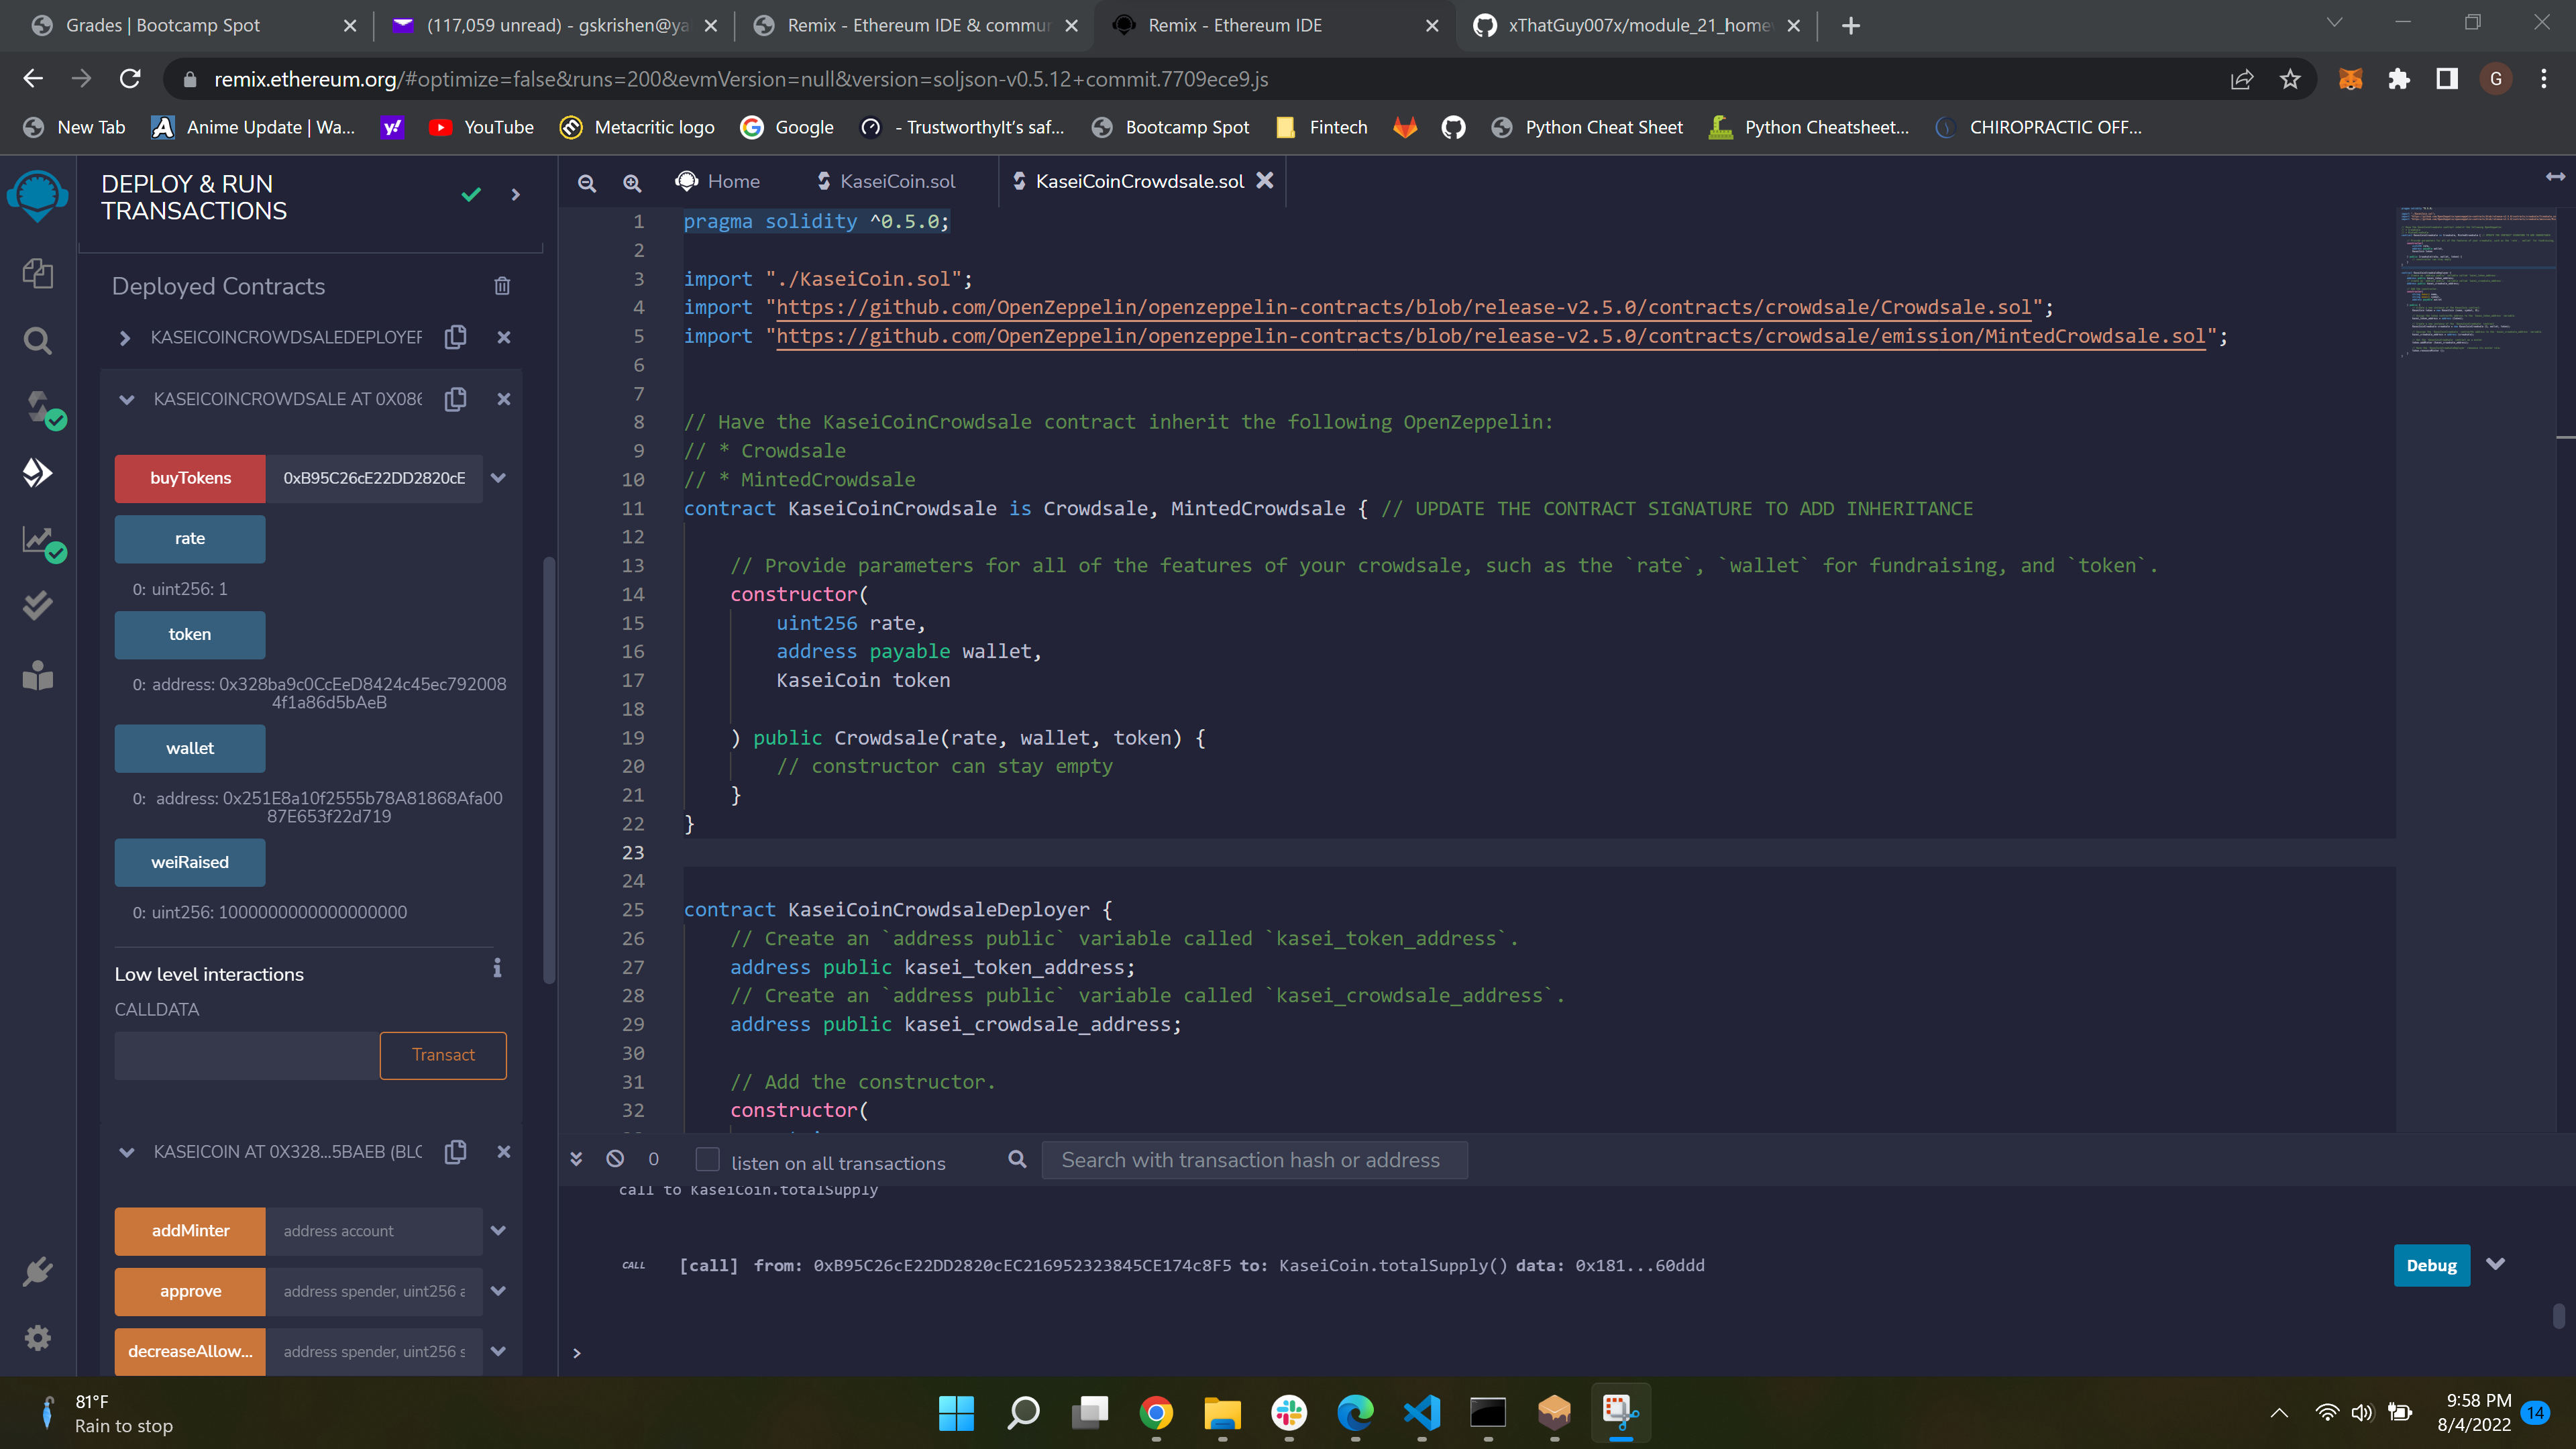 Grades | Bootcamp Spot
(117,059 unread) - gskrishen@ya
Remix - Ethereum IDE & commun
Remix - Ethereum IDE
xThatGuy007x/module_21_home
remix.ethereum.org/#optimize=false&runs=200&evmVersion=null&version=soljson-v0.5.12+commit.7709ece9.js
G
New Tab
Anime Update | Wa...
y!
YouTube
Metacritic logo
Google
- TrustworthyIt's saf...
Bootcamp Spot
Fintech
Python Cheat Sheet
Python Cheatsheet...
CHIROPRACTIC OFF...
DEPLOY & RUN
TRANSACTIONS
Deployed Contracts
KASEICOINCROWDSALEDEPLOYER
KASEICOINCROWDSALE AT 0X086
buyTokens 0xB95C26cE22DD2820cE
rate
0: uint256: 1
token
0: address: 0x328ba9c0CcEeD8424c45ec792008
4f1a86d5bAeB
wallet
0: address: 0x251E8a10f2555b78A81868Afa00
87E653f22d719
weiRaised
0: uint256: 1000000000000000000
Low level interactions
CALLDATA
Transact
KASEICOIN AT 0X328...5BAEB (BLO
addMinter address account
approve address spender, uint256 a
decreaseAllow... address spender, uint256 s
Home
KaseiCoin.sol
KaseiCoinCrowdsale.sol
1 pragma solidity ^0.5.0;
2
3 import "./KaseiCoin.sol";
4 import "https://github.com/OpenZeppelin/openzeppelin-contracts/blob/release-v2.5.0/contracts/crowdsale/Crowdsale.sol";
5 import "https://github.com/OpenZeppelin/openzeppelin-contracts/blob/release-v2.5.0/contracts/crowdsale/emission/MintedCrowdsale.sol";
6
7
8 // Have the KaseiCoinCrowdsale contract inherit the following OpenZeppelin:
9 // * Crowdsale
10 // * MintedCrowdsale
11 contract KaseiCoinCrowdsale is Crowdsale, MintedCrowdsale { // UPDATE THE CONTRACT SIGNATURE TO ADD INHERITANCE
12
13 // Provide parameters for all of the features of your crowdsale, such as the `rate`, `wallet` for fundraising, and `token`.
14 constructor(
15 uint256 rate,
16 address payable wallet,
17 KaseiCoin token
18
19 ) public Crowdsale(rate, wallet, token) {
20 // constructor can stay empty
21 }
22 }
23
24
25 contract KaseiCoinCrowdsaleDeployer {
26 // Create an `address public` variable called `kasei_token_address`.
27 address public kasei_token_address;
28 // Create an `address public` variable called `kasei_crowdsale_address`.
29 address public kasei_crowdsale_address;
30
31 // Add the constructor.
32 constructor(
0
listen on all transactions
Search with transaction hash or address
call to KaseiCoin.totalSupply
CALL [call] from: 0xB95C26cE22DD2820cEC216952323845CE174c8F5 to: KaseiCoin.totalSupply() data: 0x181...60ddd
Debug
>
81°F
Rain to stop
9:58 PM
8/4/2022
14